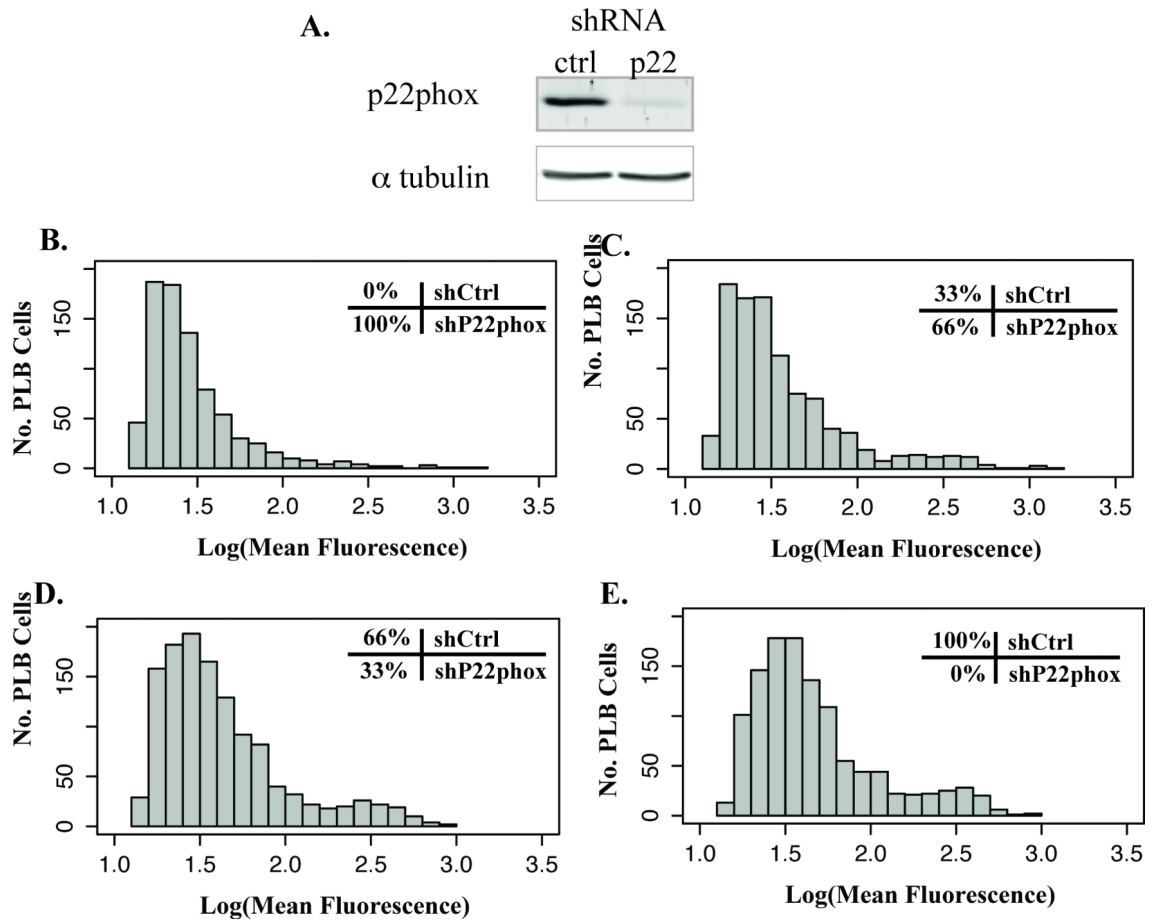 A.
shRNA
ctrl p22
p22phox
α tubulin
B.
No. PLB Cells
0 50 150
0% shCtrl
100% shP22phox
1.0 1.5 2.0 2.5 3.0 3.5
Log(Mean Fluorescence)
C.
No. PLB Cells
0 50 150
33% shCtrl
66% shP22phox
1.0 1.5 2.0 2.5 3.0 3.5
Log(Mean Fluorescence)
D.
No. PLB Cells
0 50 150
66% shCtrl
33% shP22phox
1.0 1.5 2.0 2.5 3.0 3.5
Log(Mean Fluorescence)
E.
No. PLB Cells
0 50 150
100% shCtrl
0% shP22phox
1.0 1.5 2.0 2.5 3.0 3.5
Log(Mean Fluorescence)